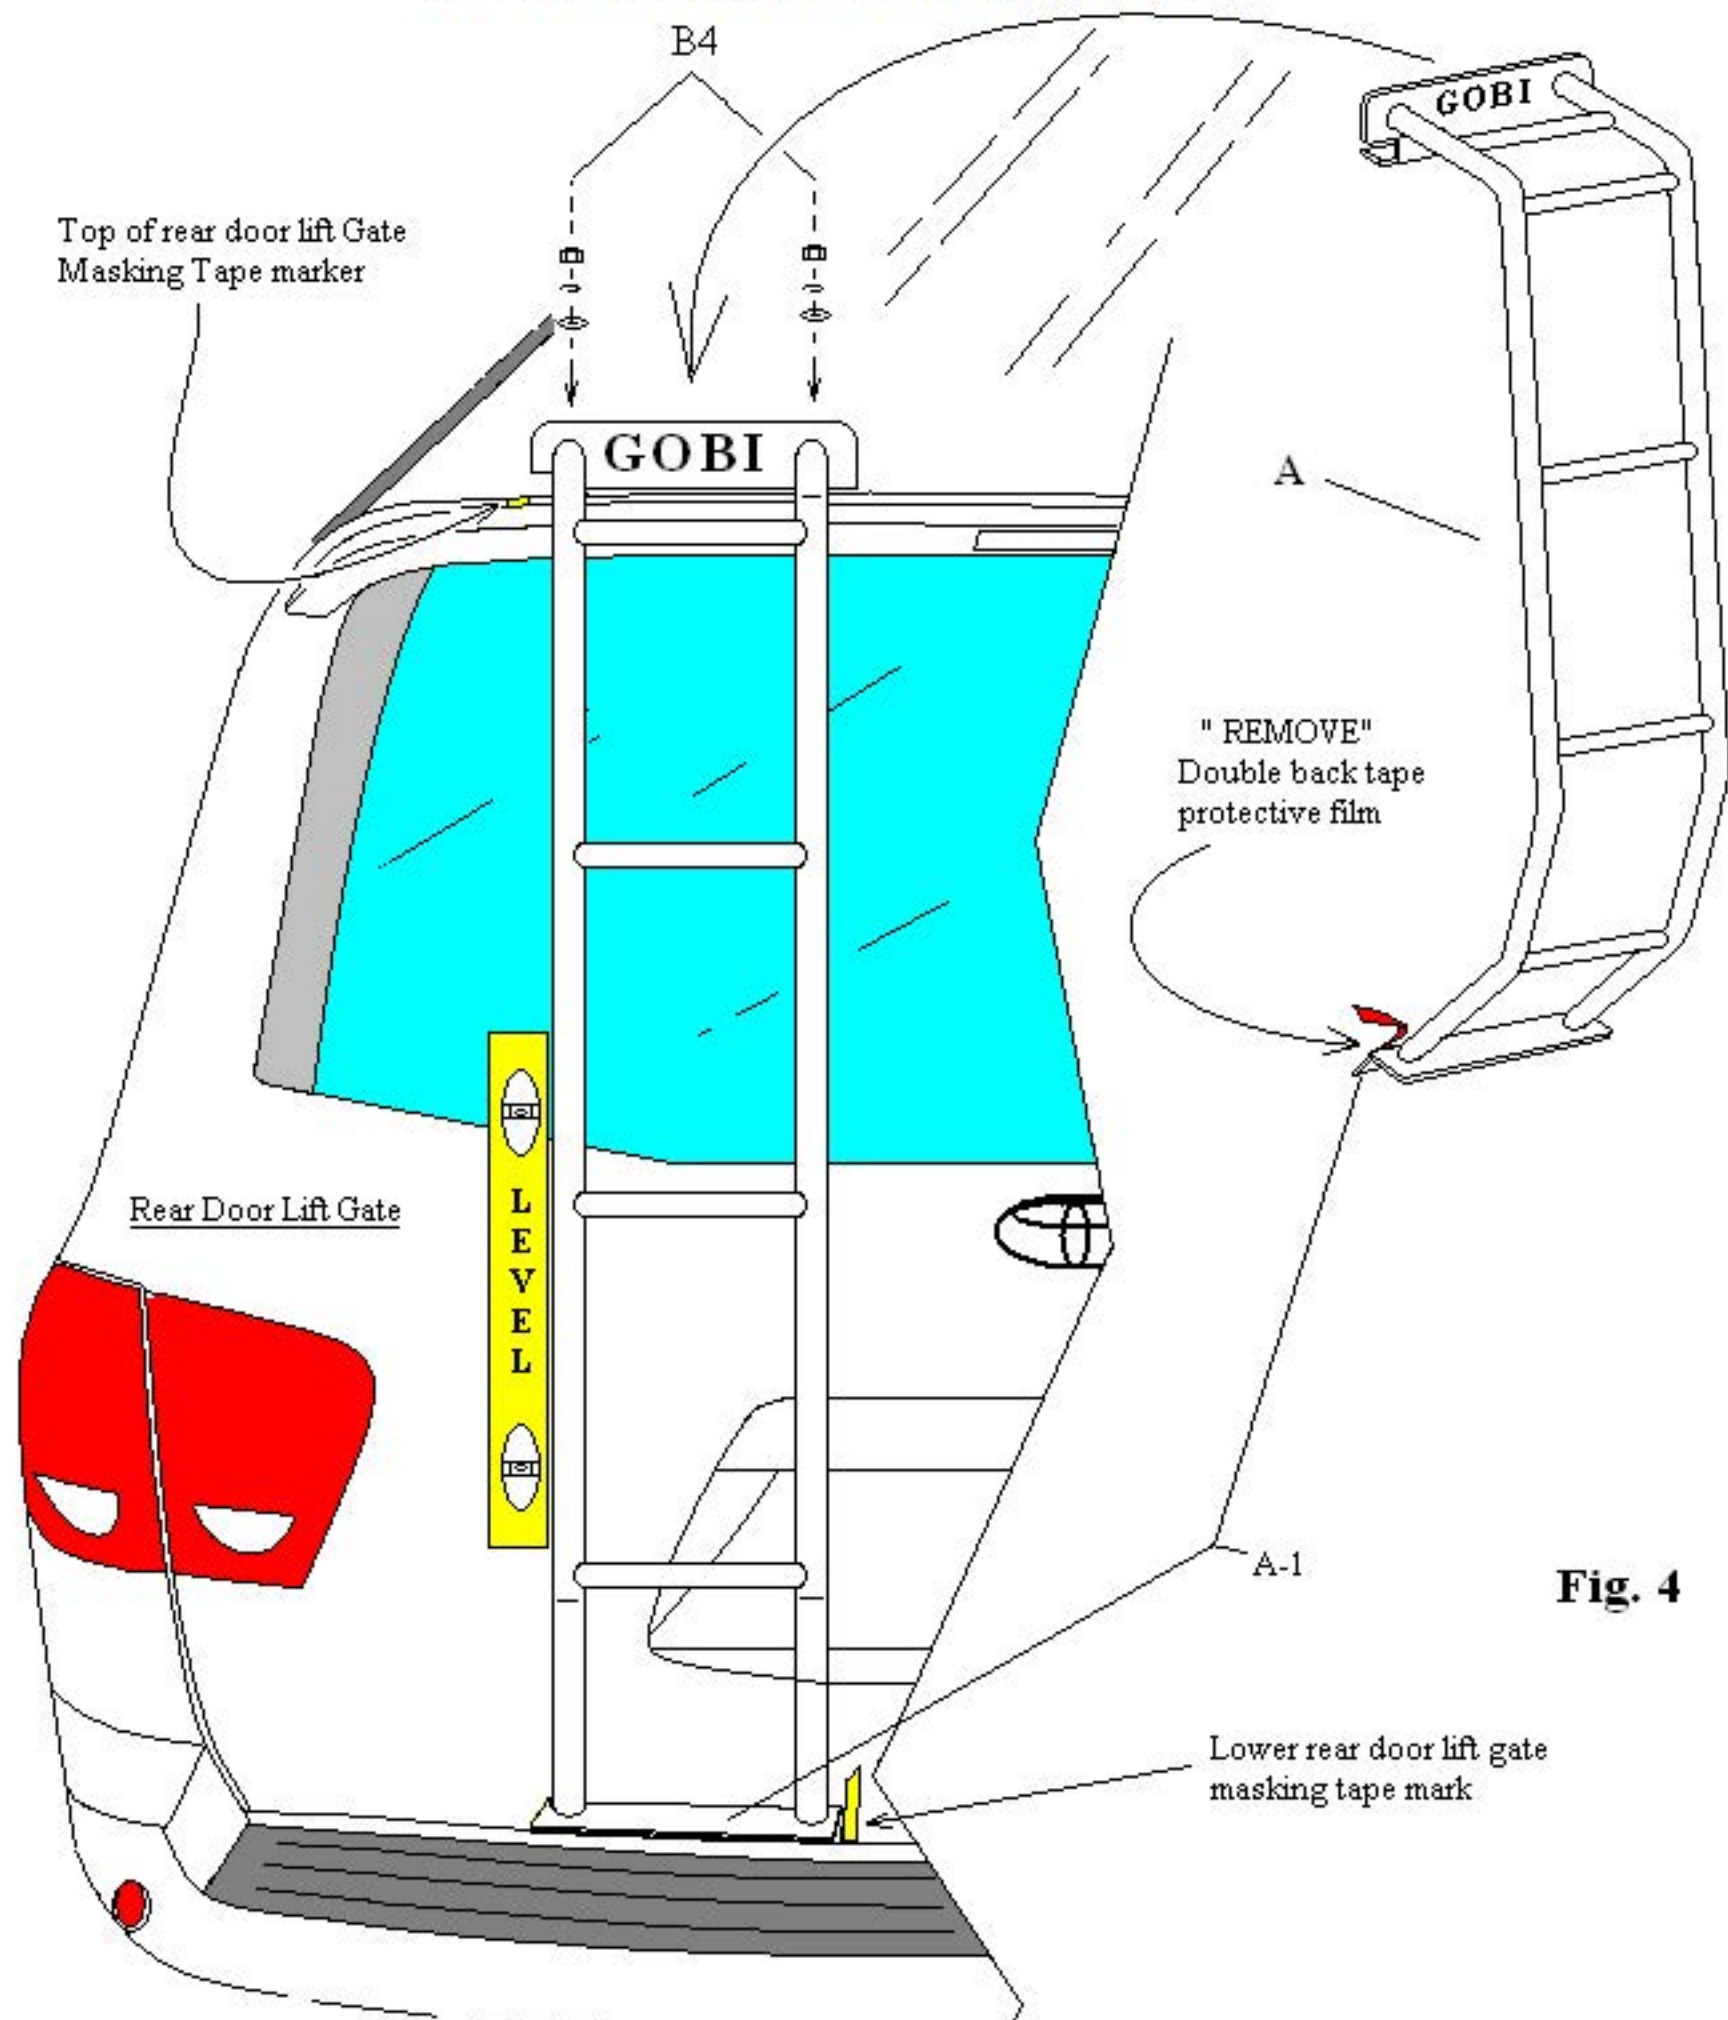 B4
GOBI
Top of rear door lift Gate
Masking Tape marker
GOBI
A
" REMOVE"
Double back tape
protective film
Rear Door Lift Gate
L
E
V
E
L
A-1
Fig. 4
Lower rear door lift gate
masking tape mark